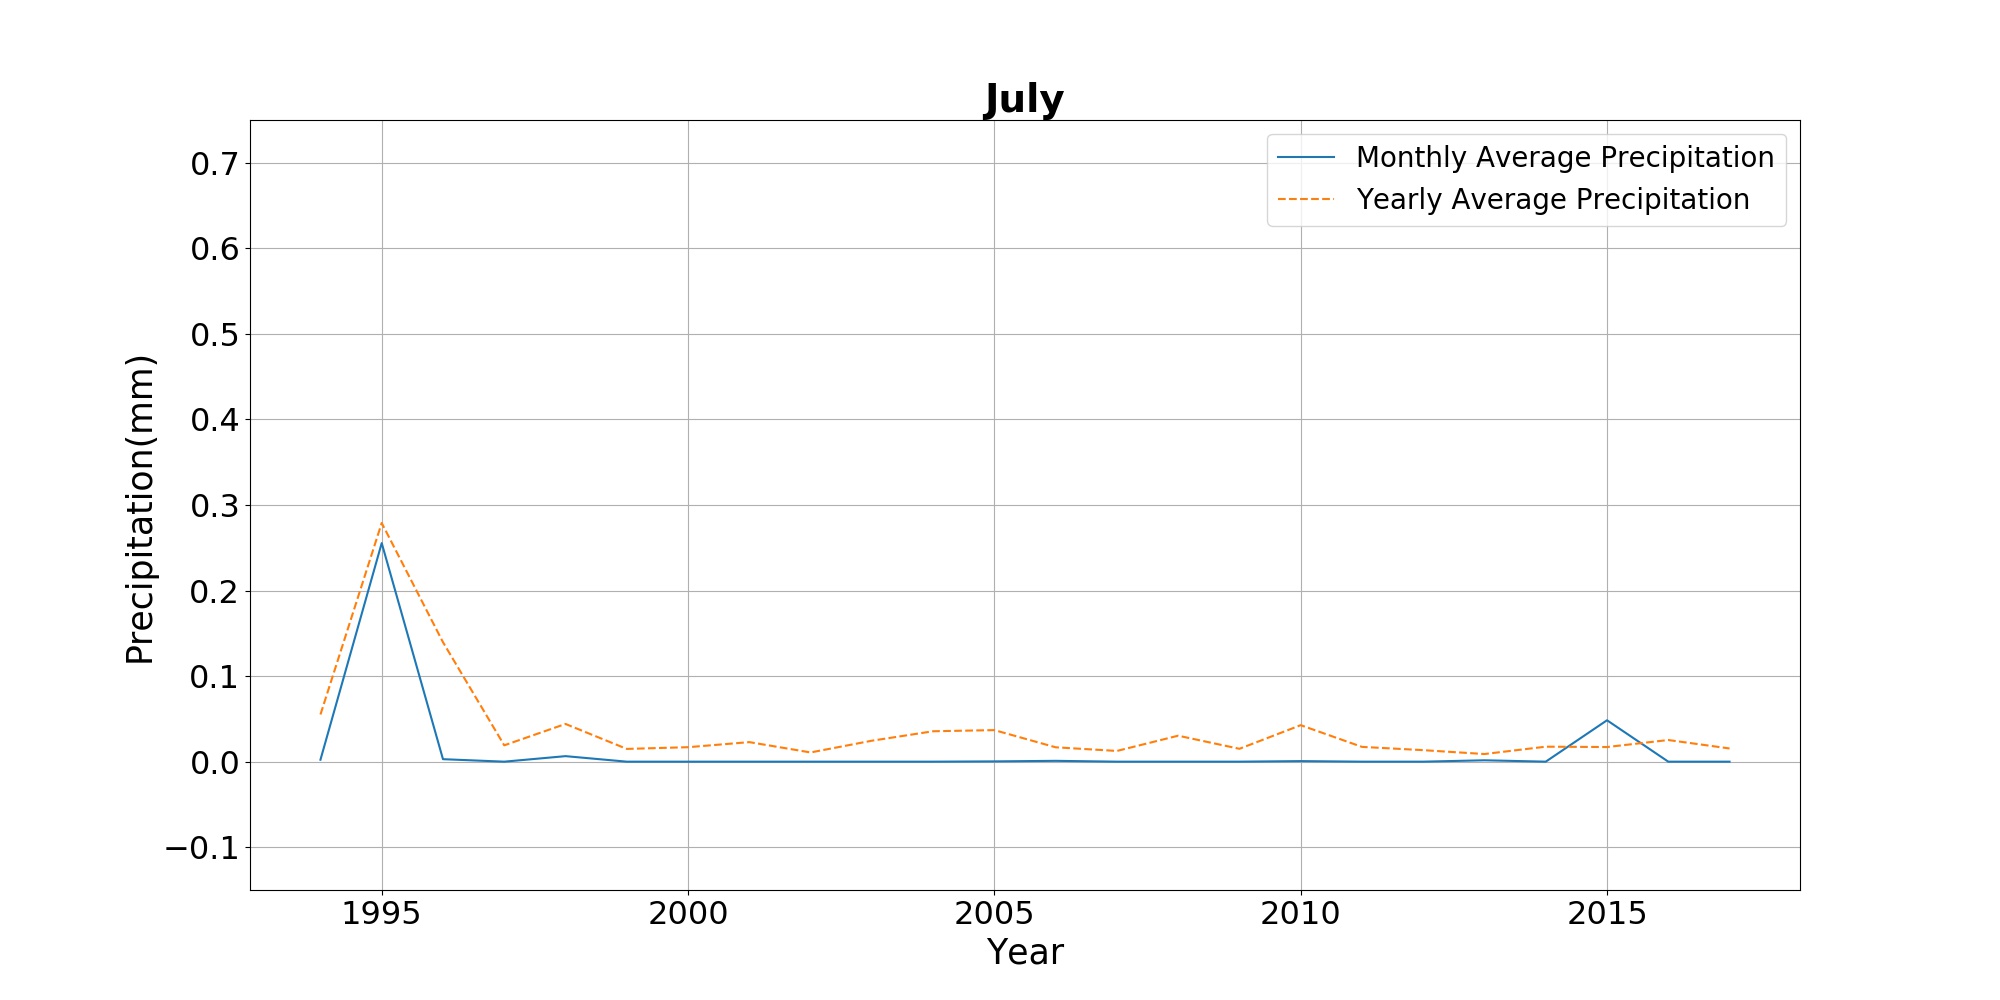 July
Monthly Average Precipitation
Yearly Average Precipitation
0.7
0.6
0.5
0.4
0.3
0.2
0.1
0.0
−0.1
Precipitation(mm)
1995 2000 2005 2010 2015
Year